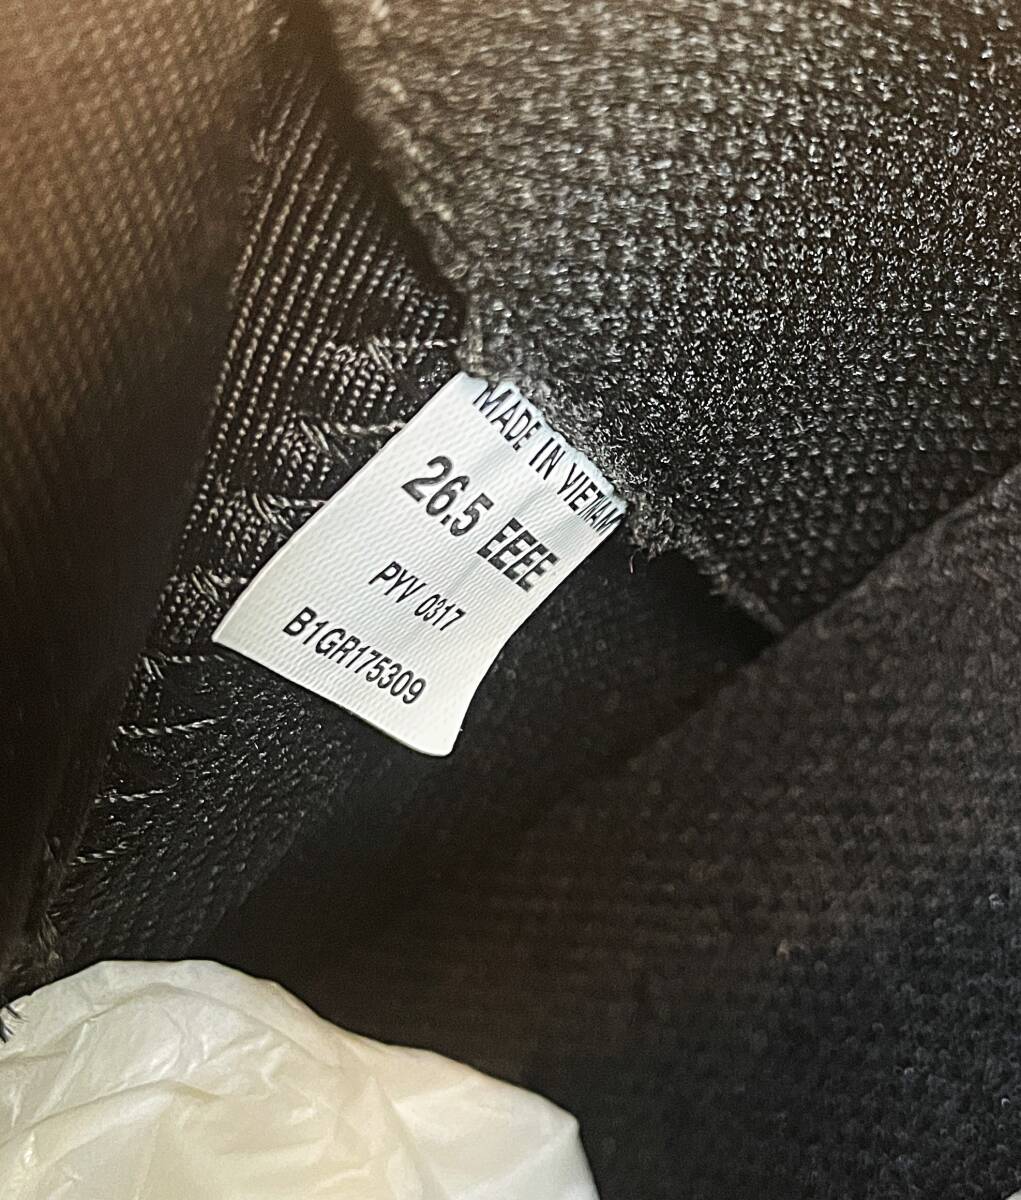 MADE IN VIETNAM
26.5 EEEE
PYV 0317
B1GR175309